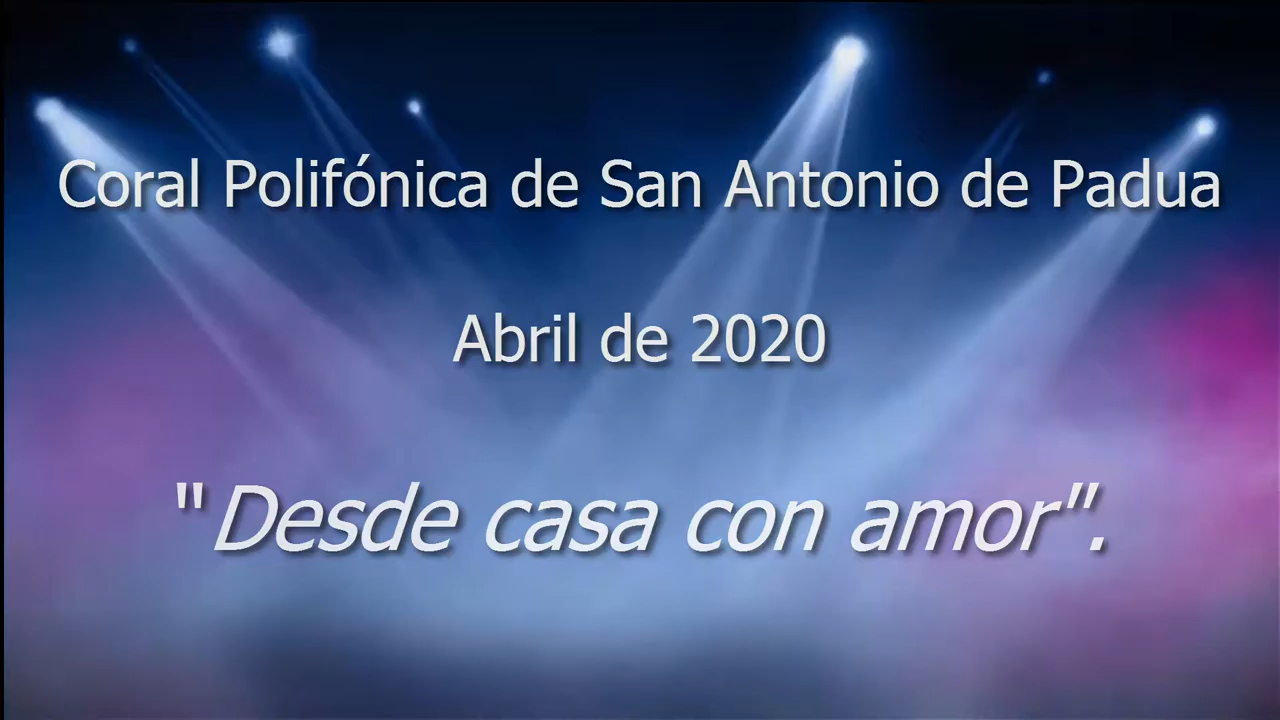 Coral Polifónica de San Antonio de Padua
Abril de 2020
"Desde casa con amor".